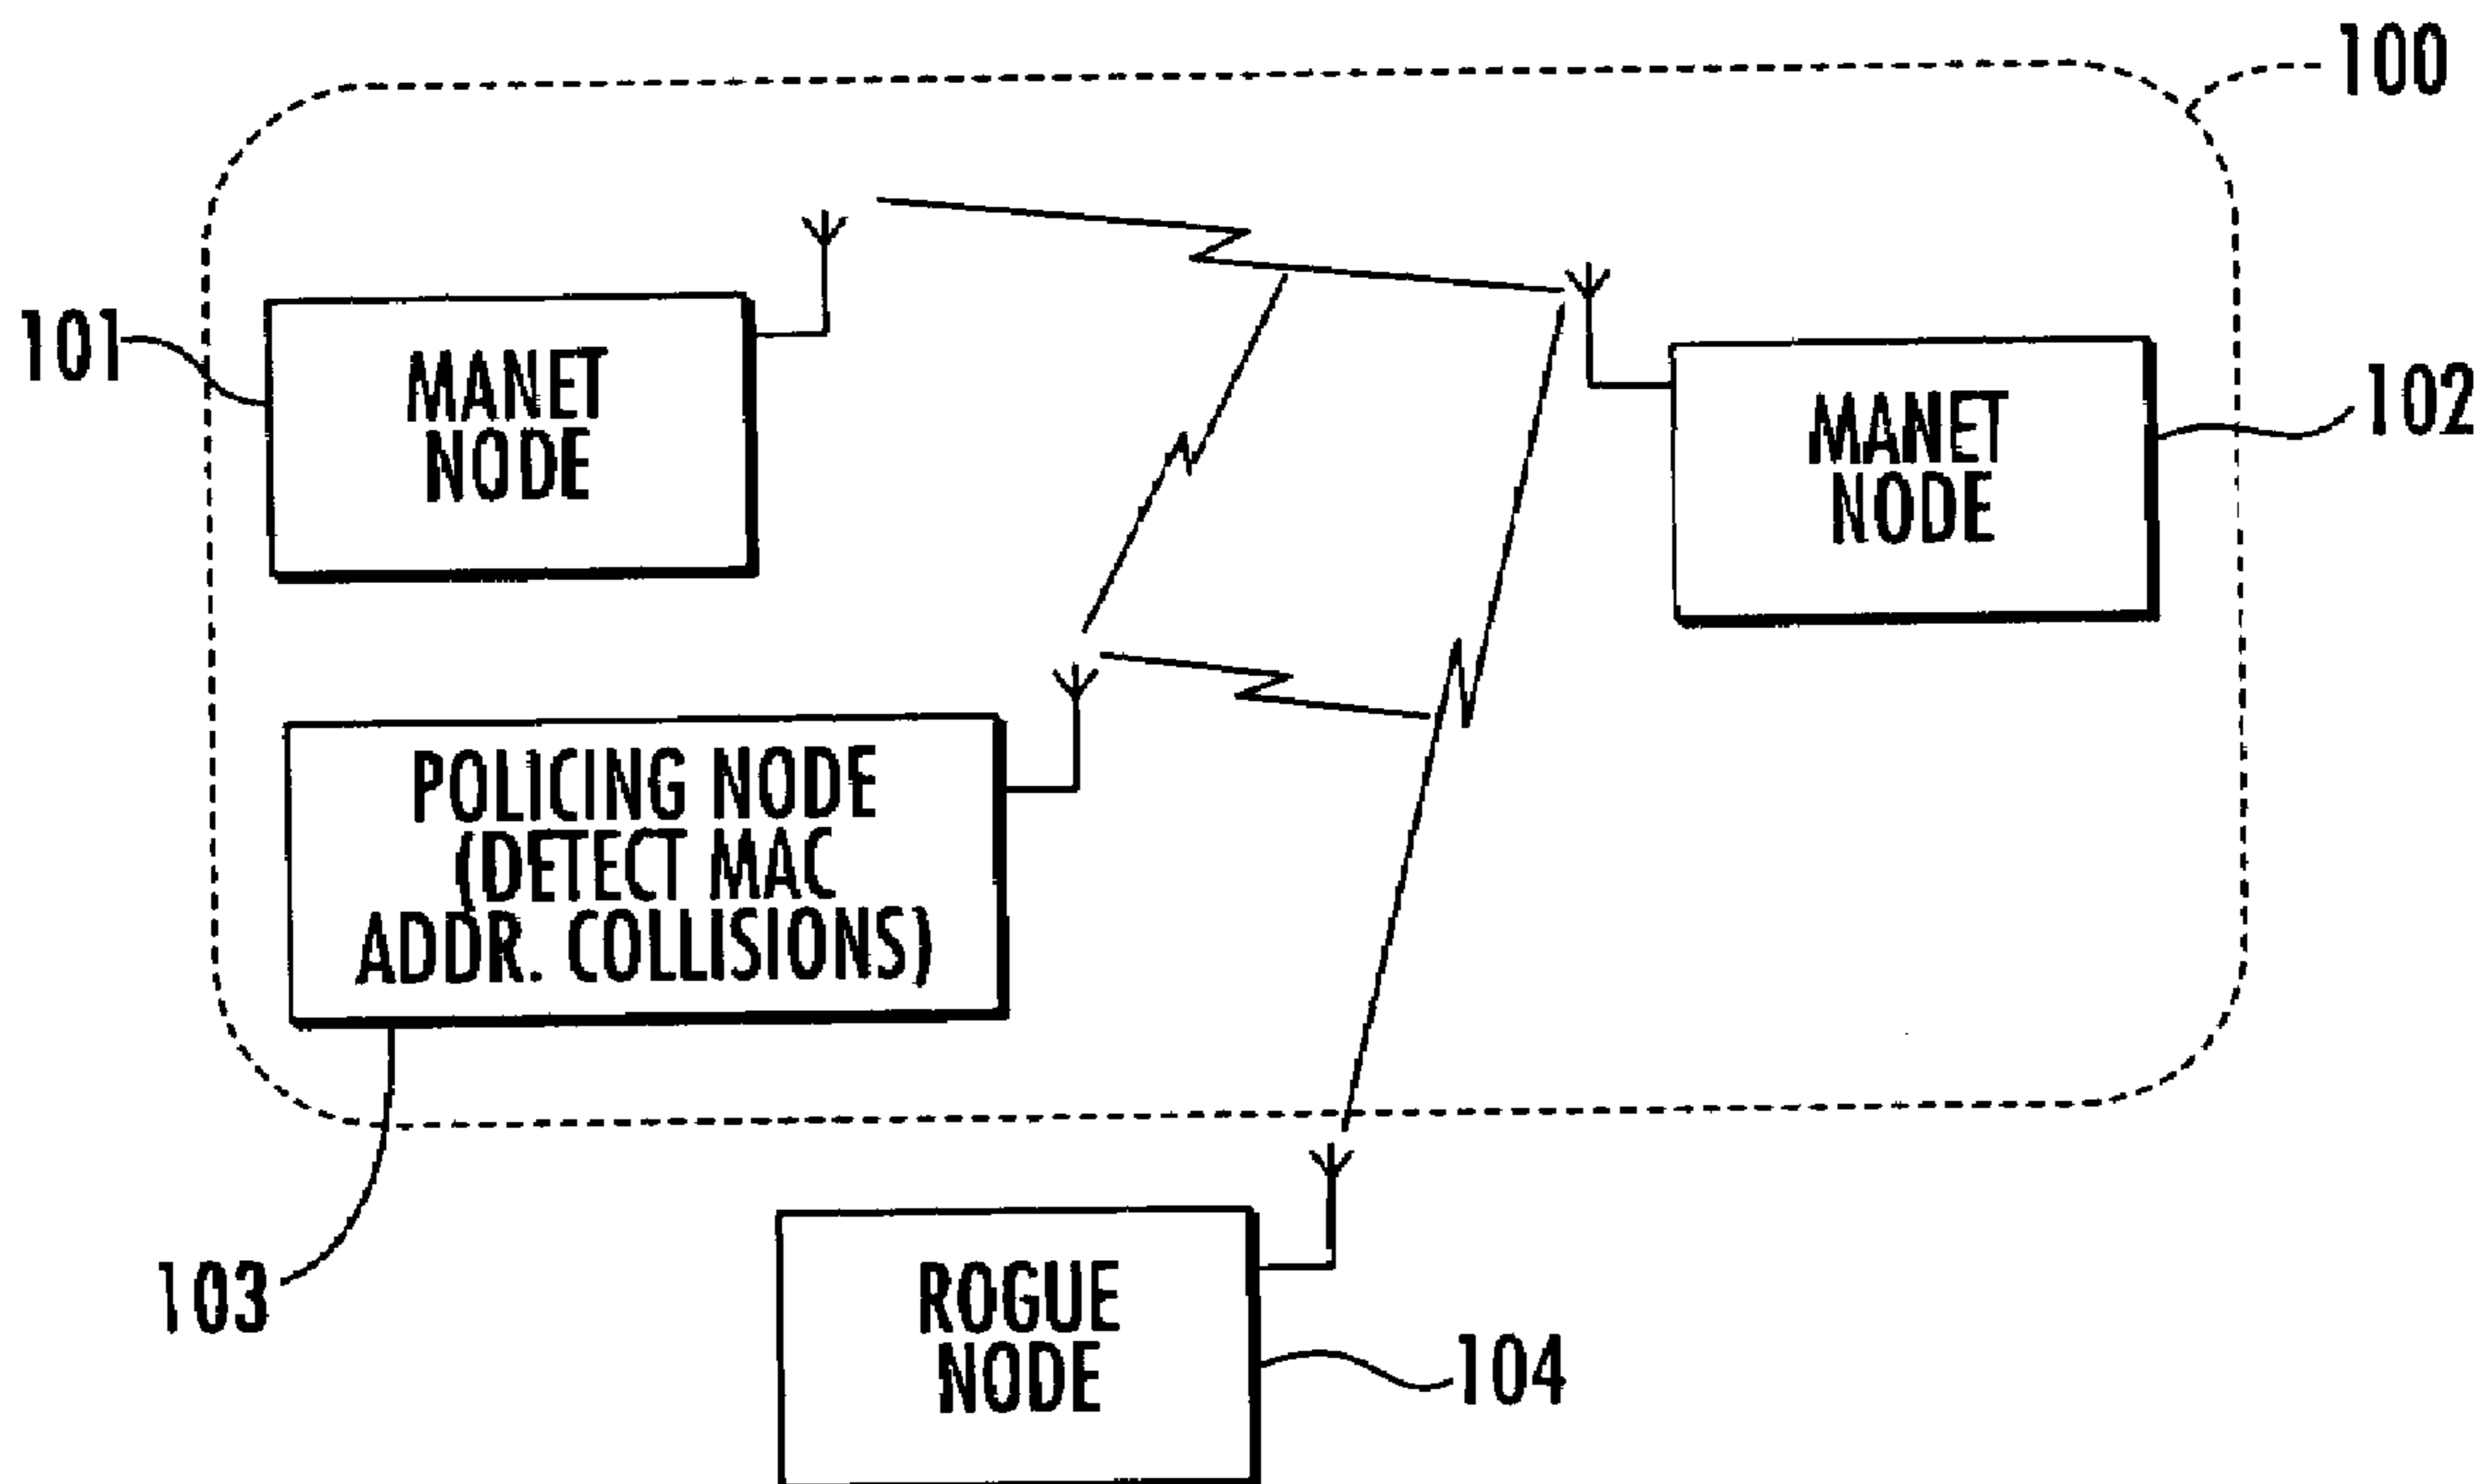 100
101
MANET
NODE
MANET
NODE
102
POLICING NODE
(DETECT MAC
ADDR. COLLISIONS)
103
ROGUE
NODE
104